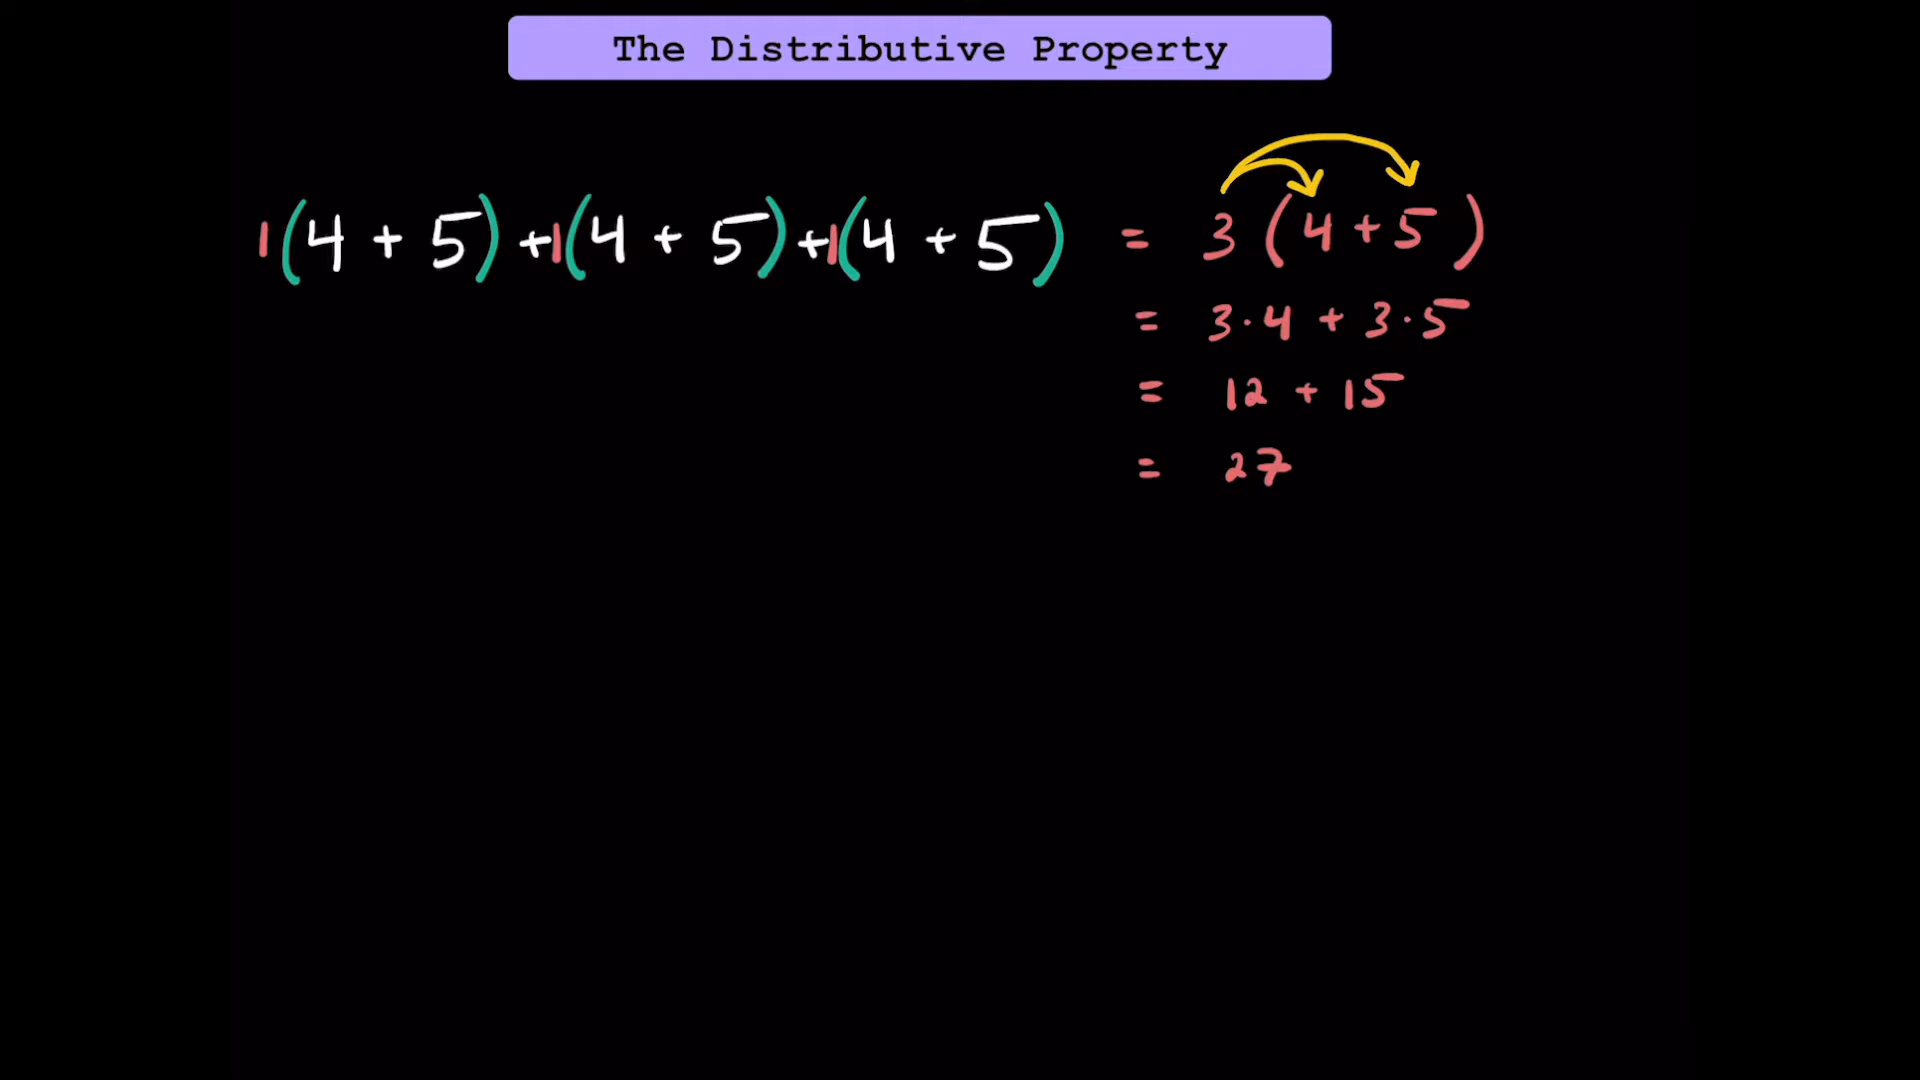 The Distributive Property
1(4 + 5) + 1(4 + 5) + 1(4 + 5) = 3(4 + 5)
= 3·4 + 3·5
= 12 + 15
= 27